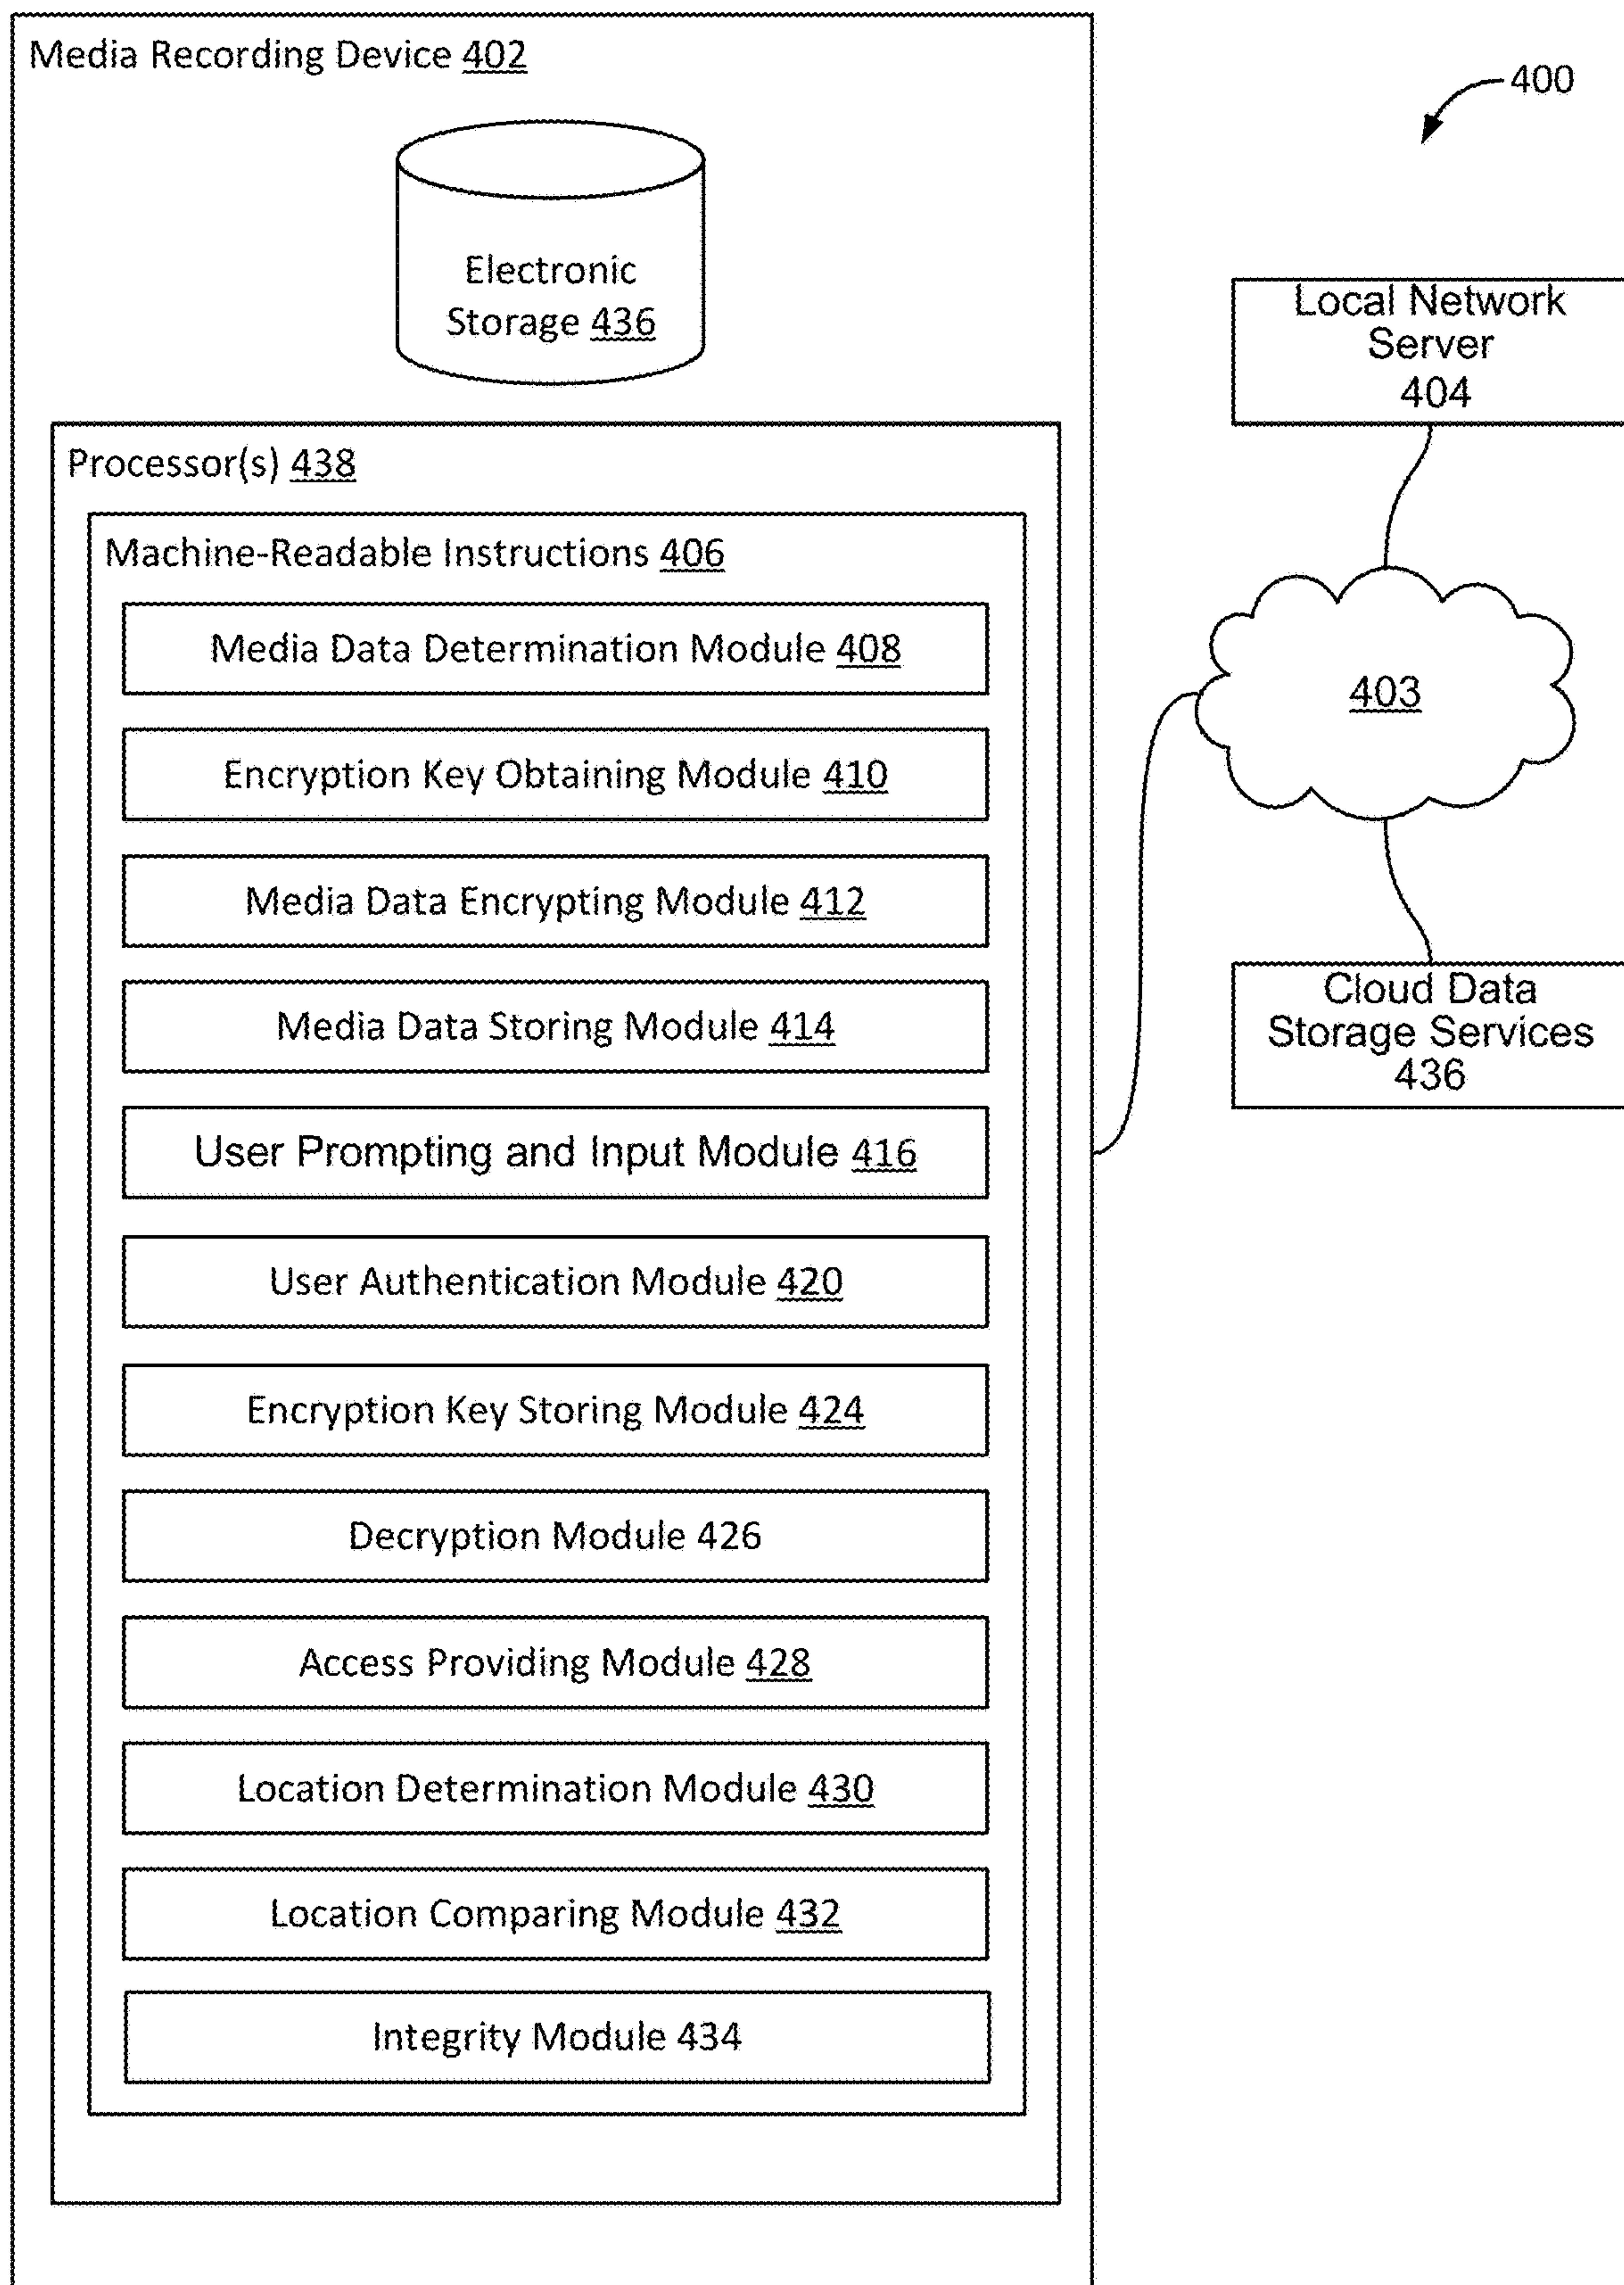 Media Recording Device 402
400
Electronic
Storage 436
Local Network
Server
404
Processor(s) 438
Machine-Readable Instructions 406
Media Data Determination Module 408
403
Encryption Key Obtaining Module 410
Media Data Encrypting Module 412
Media Data Storing Module 414
Cloud Data
Storage Services
436
User Prompting and Input Module 416
User Authentication Module 420
Encryption Key Storing Module 424
Decryption Module 426
Access Providing Module 428
Location Determination Module 430
Location Comparing Module 432
Integrity Module 434